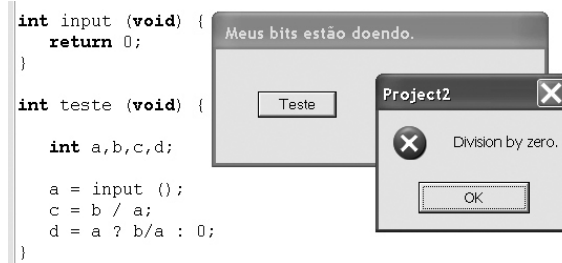 int input (void) {
return 0;
}
int teste (void) {
int a,b,c,d;
a = input ();
c = b / a;
d = a ? b/a : 0;
}
Meus bits estão doendo.
Teste
Project2
Division by zero.
OK